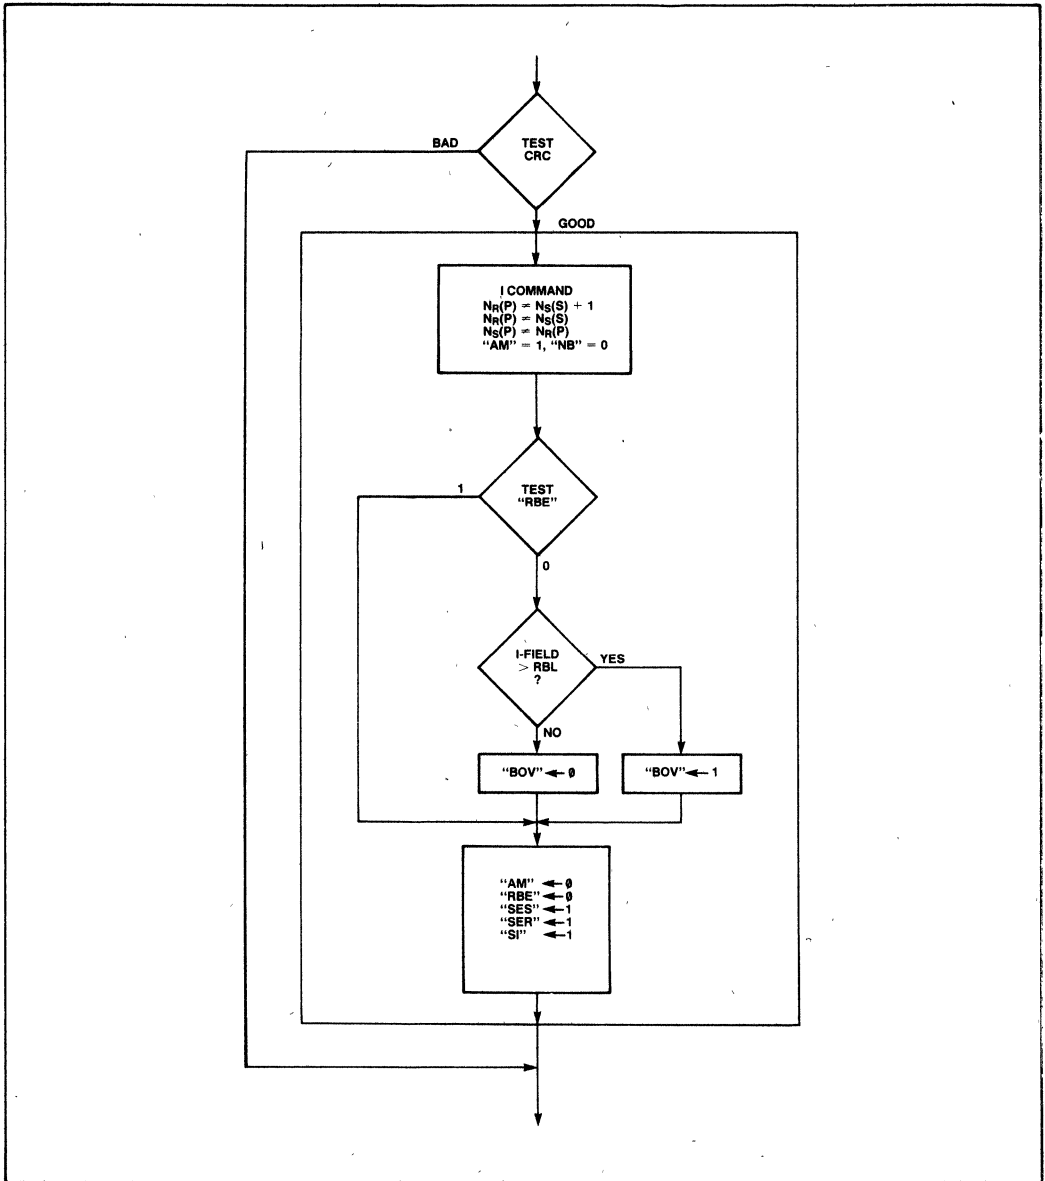 TEST
CRC
BAD
GOOD
I COMMAND
NR(P) ≠ NS(S) + 1
NR(P) ≠ NS(S)
NS(P) ≠ NR(P)
"AM" = 1, "NB" = 0
TEST
"RBE"
1
0
I-FIELD
> RBL
?
YES
NO
"BOV" ← 0
"BOV" ← 1
"AM" ← 0
"RBE" ← 0
"SES" ← 1
"SER" ← 1
"SI" ← 1